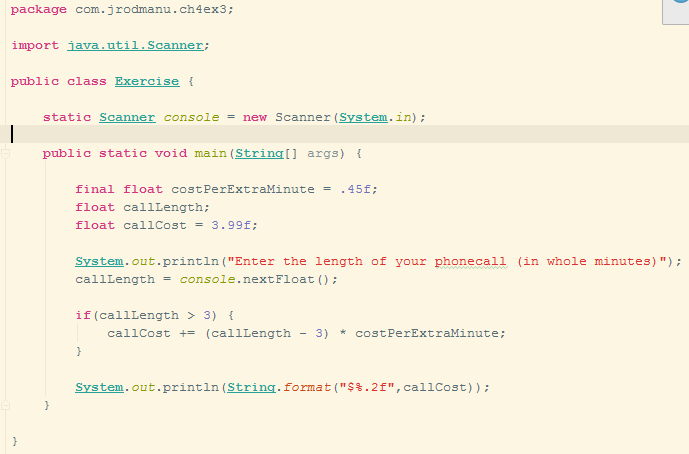 package com.jrodmanu.ch4ex3;
import java.util.Scanner;
public class Exercise {
static Scanner console = new Scanner(System.in);
public static void main(String[] args) {
final float costPerExtraMinute = .45f;
float callLength;
float callCost = 3.99f;
System.out.println("Enter the length of your phonecall (in whole minutes)");
callLength = console.nextFloat();
if(callLength > 3) {
callCost += (callLength - 3) * costPerExtraMinute;
}
System.out.println(String.format("$%.2f",callCost));
}
}